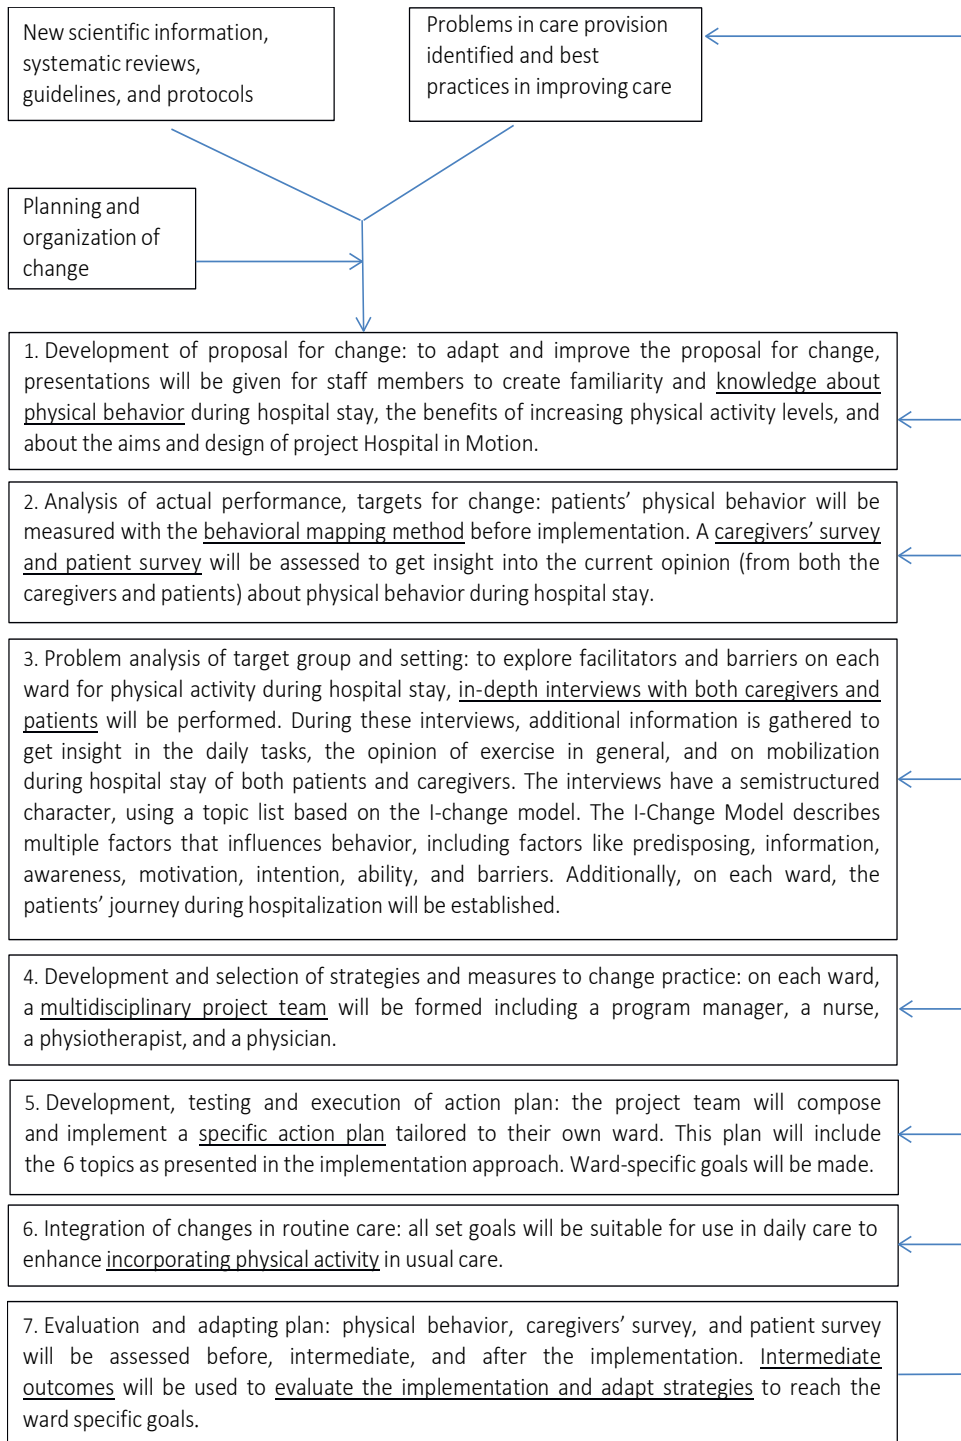 New scientific information,
systematic reviews,
guidelines, and protocols
Problems in care provision
identified and best
practices in improving care
Planning and
organization of
change
1. Development of proposal for change: to adapt and improve the proposal for change,
presentations will be given for staff members to create familiarity and knowledge about
physical behavior during hospital stay, the benefits of increasing physical activity levels, and
about the aims and design of project Hospital in Motion.
2. Analysis of actual performance, targets for change: patients’ physical behavior will be
measured with the behavioral mapping method before implementation. A caregivers’ survey
and patient survey will be assessed to get insight into the current opinion (from both the
caregivers and patients) about physical behavior during hospital stay.
3. Problem analysis of target group and setting: to explore facilitators and barriers on each
ward for physical activity during hospital stay, in-depth interviews with both caregivers and
patients will be performed. During these interviews, additional information is gathered to
get insight in the daily tasks, the opinion of exercise in general, and on mobilization
during hospital stay of both patients and caregivers. The interviews have a semistructured
character, using a topic list based on the I-change model. The I-Change Model describes
multiple factors that influences behavior, including factors like predisposing, information,
awareness, motivation, intention, ability, and barriers. Additionally, on each ward, the
patients’ journey during hospitalization will be established.
4. Development and selection of strategies and measures to change practice: on each ward,
a multidisciplinary project team will be formed including a program manager, a nurse,
a physiotherapist, and a physician.
5. Development, testing and execution of action plan: the project team will compose
and implement a specific action plan tailored to their own ward. This plan will include
the 6 topics as presented in the implementation approach. Ward-specific goals will be made.
6. Integration of changes in routine care: all set goals will be suitable for use in daily care to
enhance incorporating physical activity in usual care.
7. Evaluation and adapting plan: physical behavior, caregivers’ survey, and patient survey
will be assessed before, intermediate, and after the implementation. Intermediate
outcomes will be used to evaluate the implementation and adapt strategies to reach the
ward specific goals.